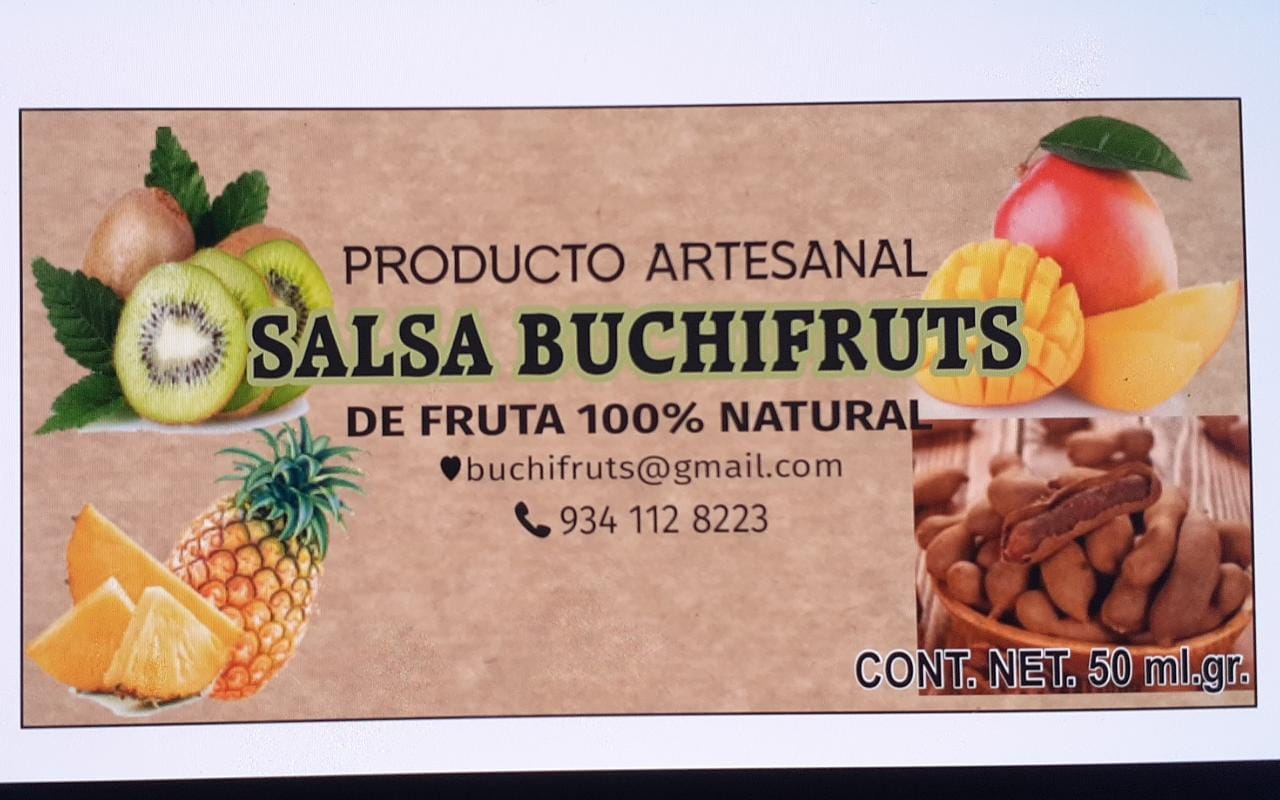 PRODUCTO ARTESANAL
SALSA BUCHIFRUTS
DE FRUTA 100% NATURAL
buchifruts@gmail.com
934 112 8223
CONT. NET. 50 ml.gr.